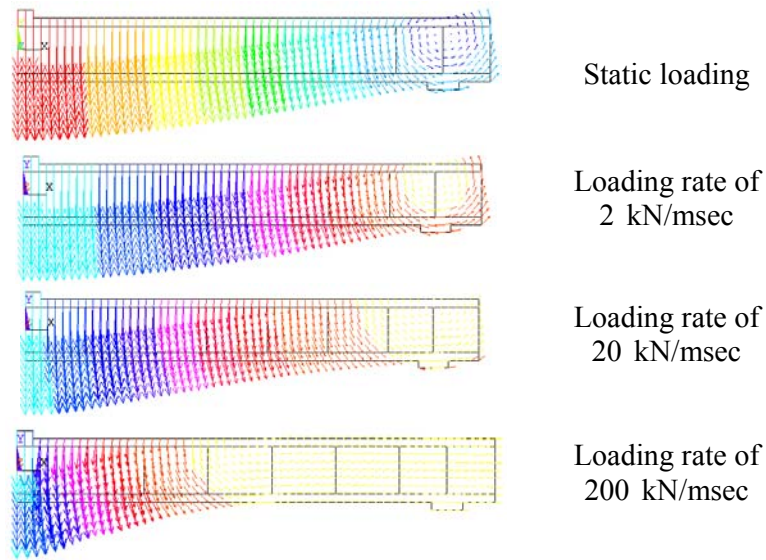 X
Static loading
Y
X
Loading rate of
2 kN/msec
Y
X
Loading rate of
20 kN/msec
Y
X
Loading rate of
200 kN/msec